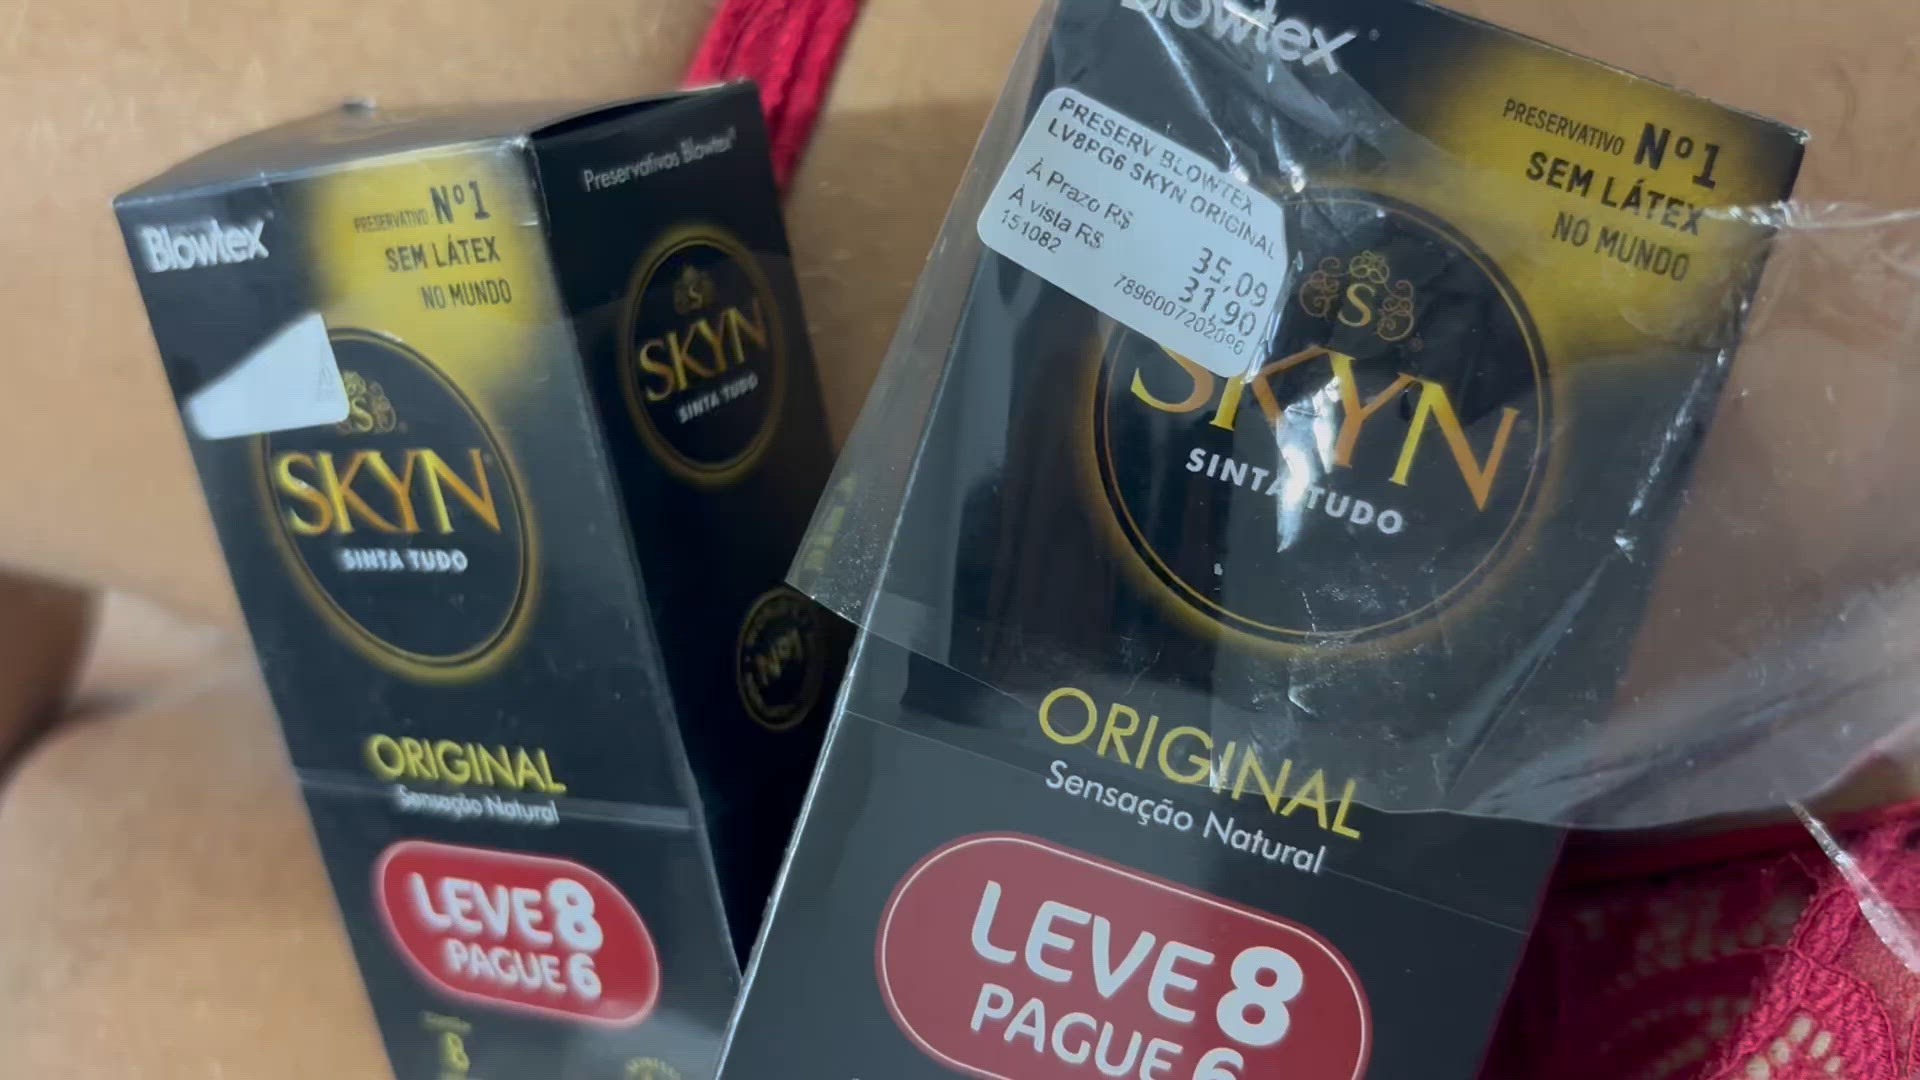 Blowtex
PRESERVATIVO Nº1
SEM LÁTEX
NO MUNDO
SKYN
SINTA TUDO
ORIGINAL
Sensação Natural
LEVE 8
PAGUE 6
8
Preservativos Blowtex
SKYN
SINTA TUDO
Nº1
Blowtex
PRESERV BLOWTEX
LV8PG6 SKYN ORIGINAL
À Prazo R$ 35,09
À vista R$ 31,90
151082 7896007202096
PRESERVATIVO Nº1
SEM LÁTEX
NO MUNDO
S
SKYN
SINTA TUDO
ORIGINAL
Sensação Natural
LEVE 8
PAGUE 6